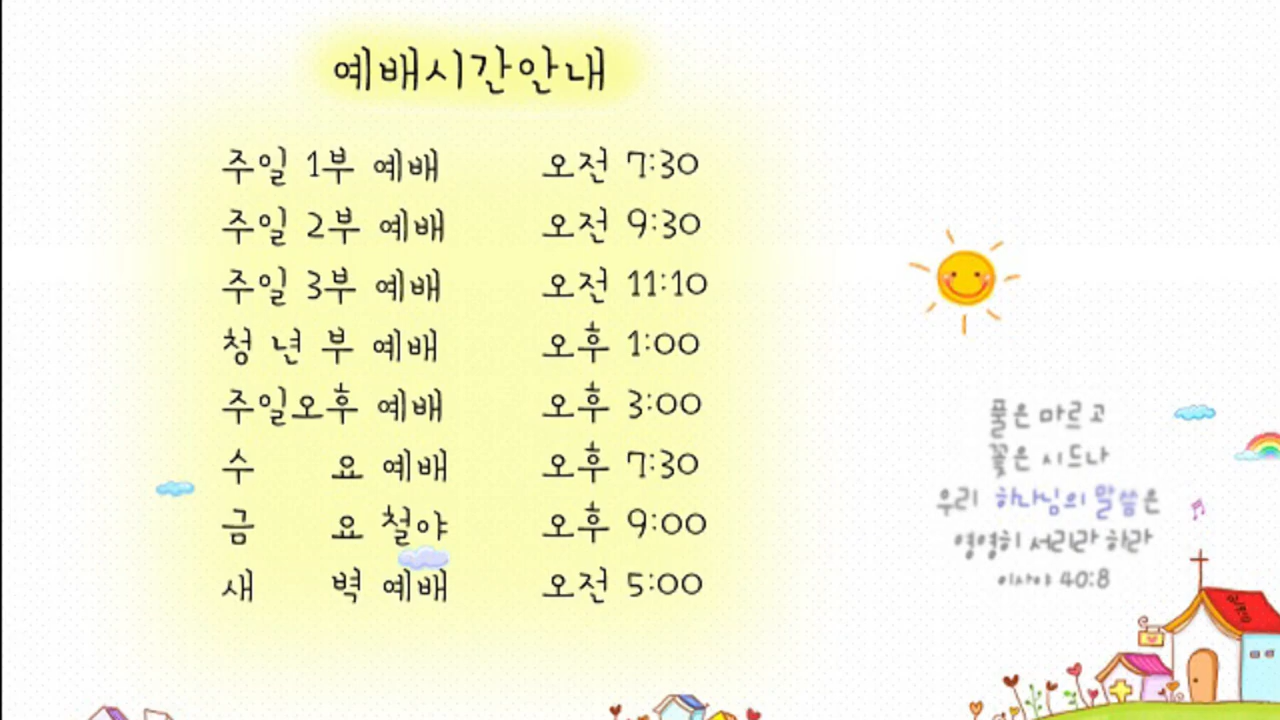 예배시간안내
주일 1부 예배 오전 7:30
주일 2부 예배 오전 9:30
주일 3부 예배 오전 11:10
청 년 부 예배 오후 1:00
주일오후 예배 오후 3:00
수 요 예배 오후 7:30
금 요 철야 오후 9:00
새 벽 예배 오전 5:00
풀은 마르고
꽃은 시드나
우리 하나님의 말씀은
영영히 서리라 하라
이사야 40:8